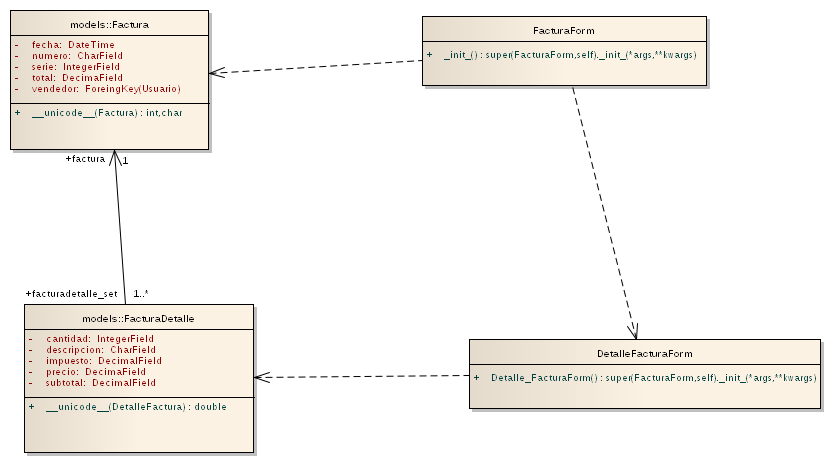 models::Factura
- fecha: DateTime
- numero: CharField
- serie: IntegerField
- total: DecimaField
- vendedor: ForeingKey(Usuario)
+ __unicode__(Factura) : int,char
FacturaForm
+ _init_() : super(FacturaForm,self)._init_(*args,**kwargs)
+factura 1
+facturadetalle_set 1..*
models::FacturaDetalle
- cantidad: IntegerField
- descripcion: CharField
- impuesto: DecimalField
- precio: DecimaField
- subtotal: DecimalField
+ __unicode__(DetalleFactura) : double
DetalleFacturaForm
+ Detalle_FacturaForm() : super(FacturaForm,self)._init_(*args,**kwargs)